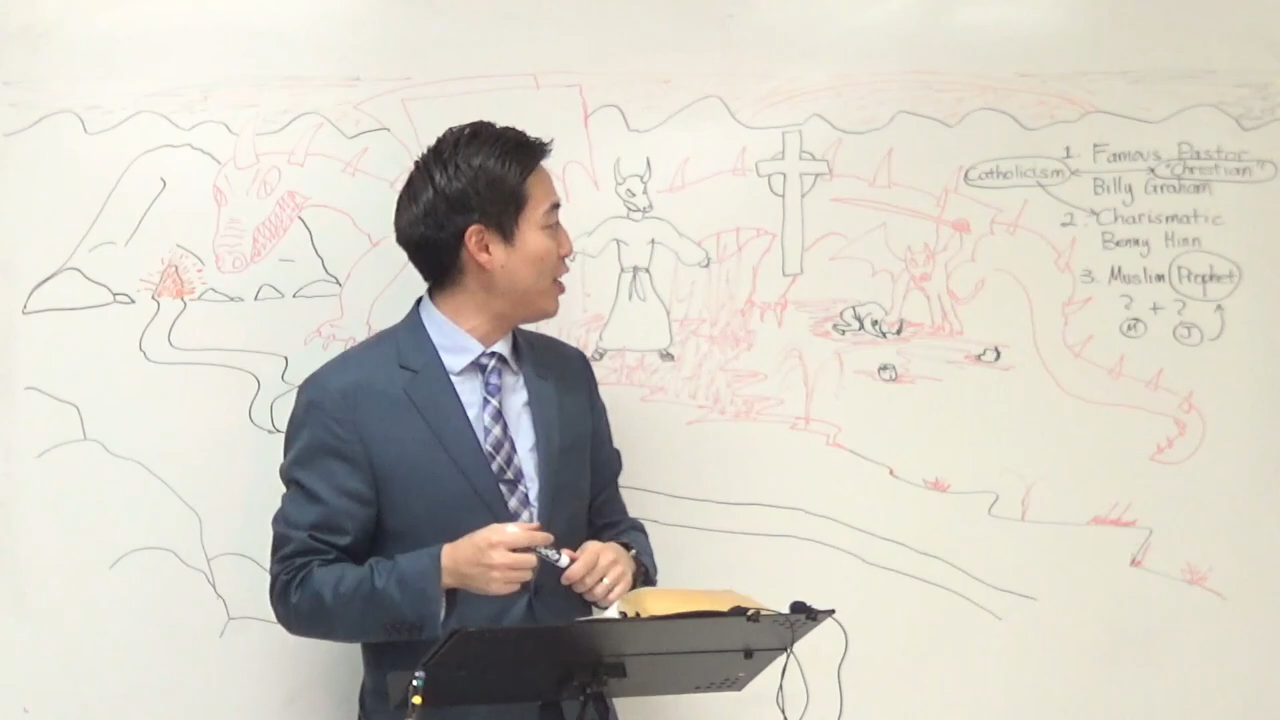 1. Famous Pastor
Catholicism "Christian"
Billy Graham
2. Charismatic
Benny Hinn
3. Muslim Prophet
? + ?
M J